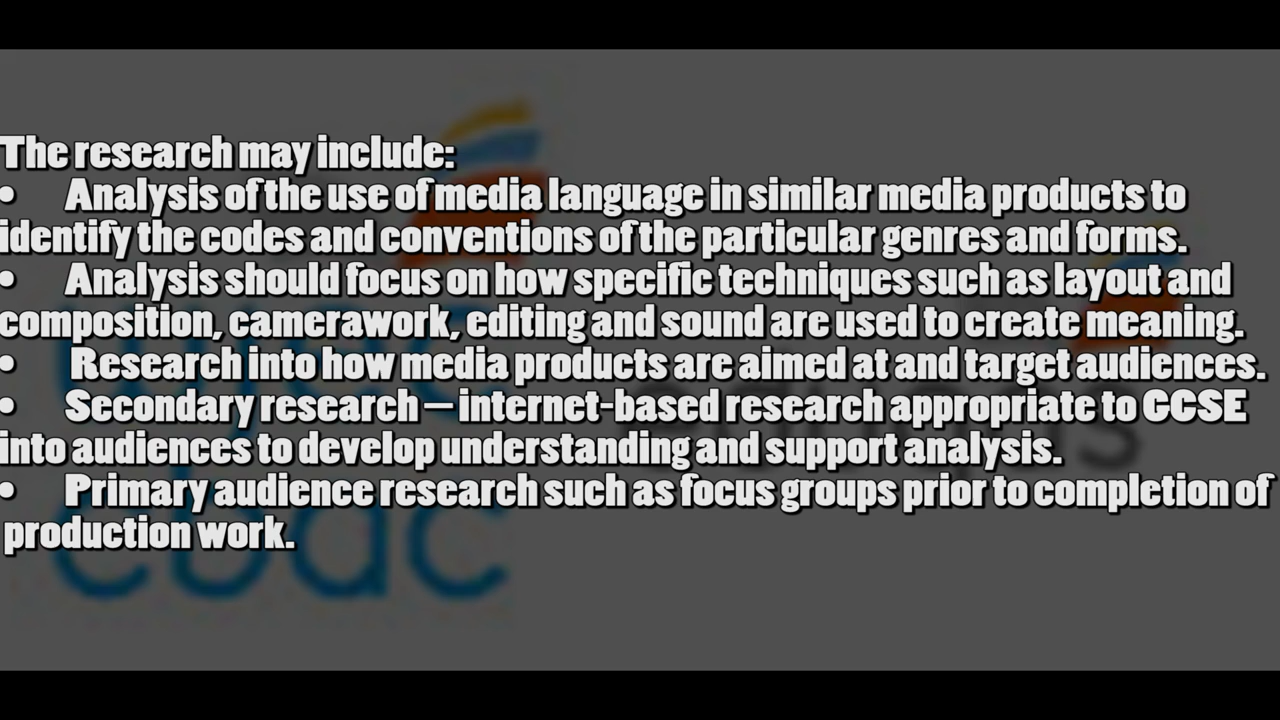 The research may include:
• Analysis of the use of media language in similar media products to
identify the codes and conventions of the particular genres and forms.
• Analysis should focus on how specific techniques such as layout and
composition, camerawork, editing and sound are used to create meaning.
• Research into how media products are aimed at and target audiences.
• Secondary research – internet-based research appropriate to GCSE
into audiences to develop understanding and support analysis.
• Primary audience research such as focus groups prior to completion of
production work.
cbac